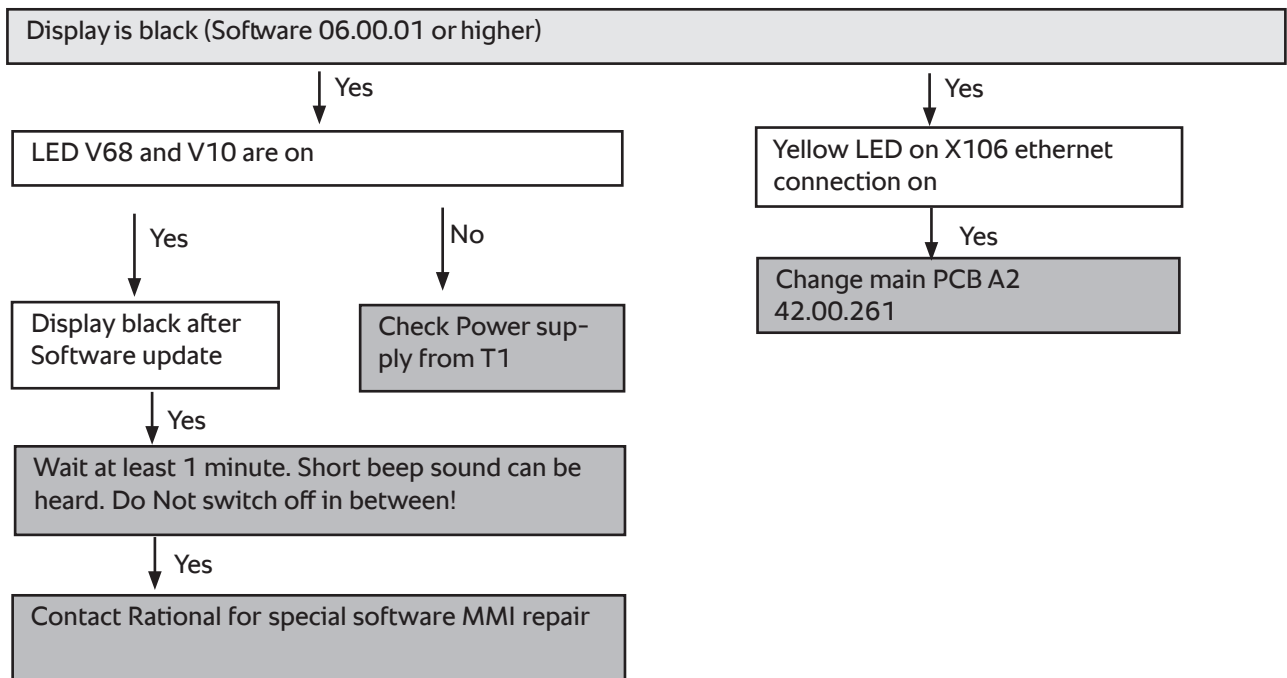 Display is black (Software 06.00.01 or higher)
Yes
Yes
LED V68 and V10 are on
Yellow LED on X106 ethernet
connection on
Yes
No
Yes
Display black after
Software update
Check Power sup-
ply from T1
Change main PCB A2
42.00.261
Yes
Wait at least 1 minute. Short beep sound can be
heard. Do Not switch off in between!
Yes
Contact Rational for special software MMI repair